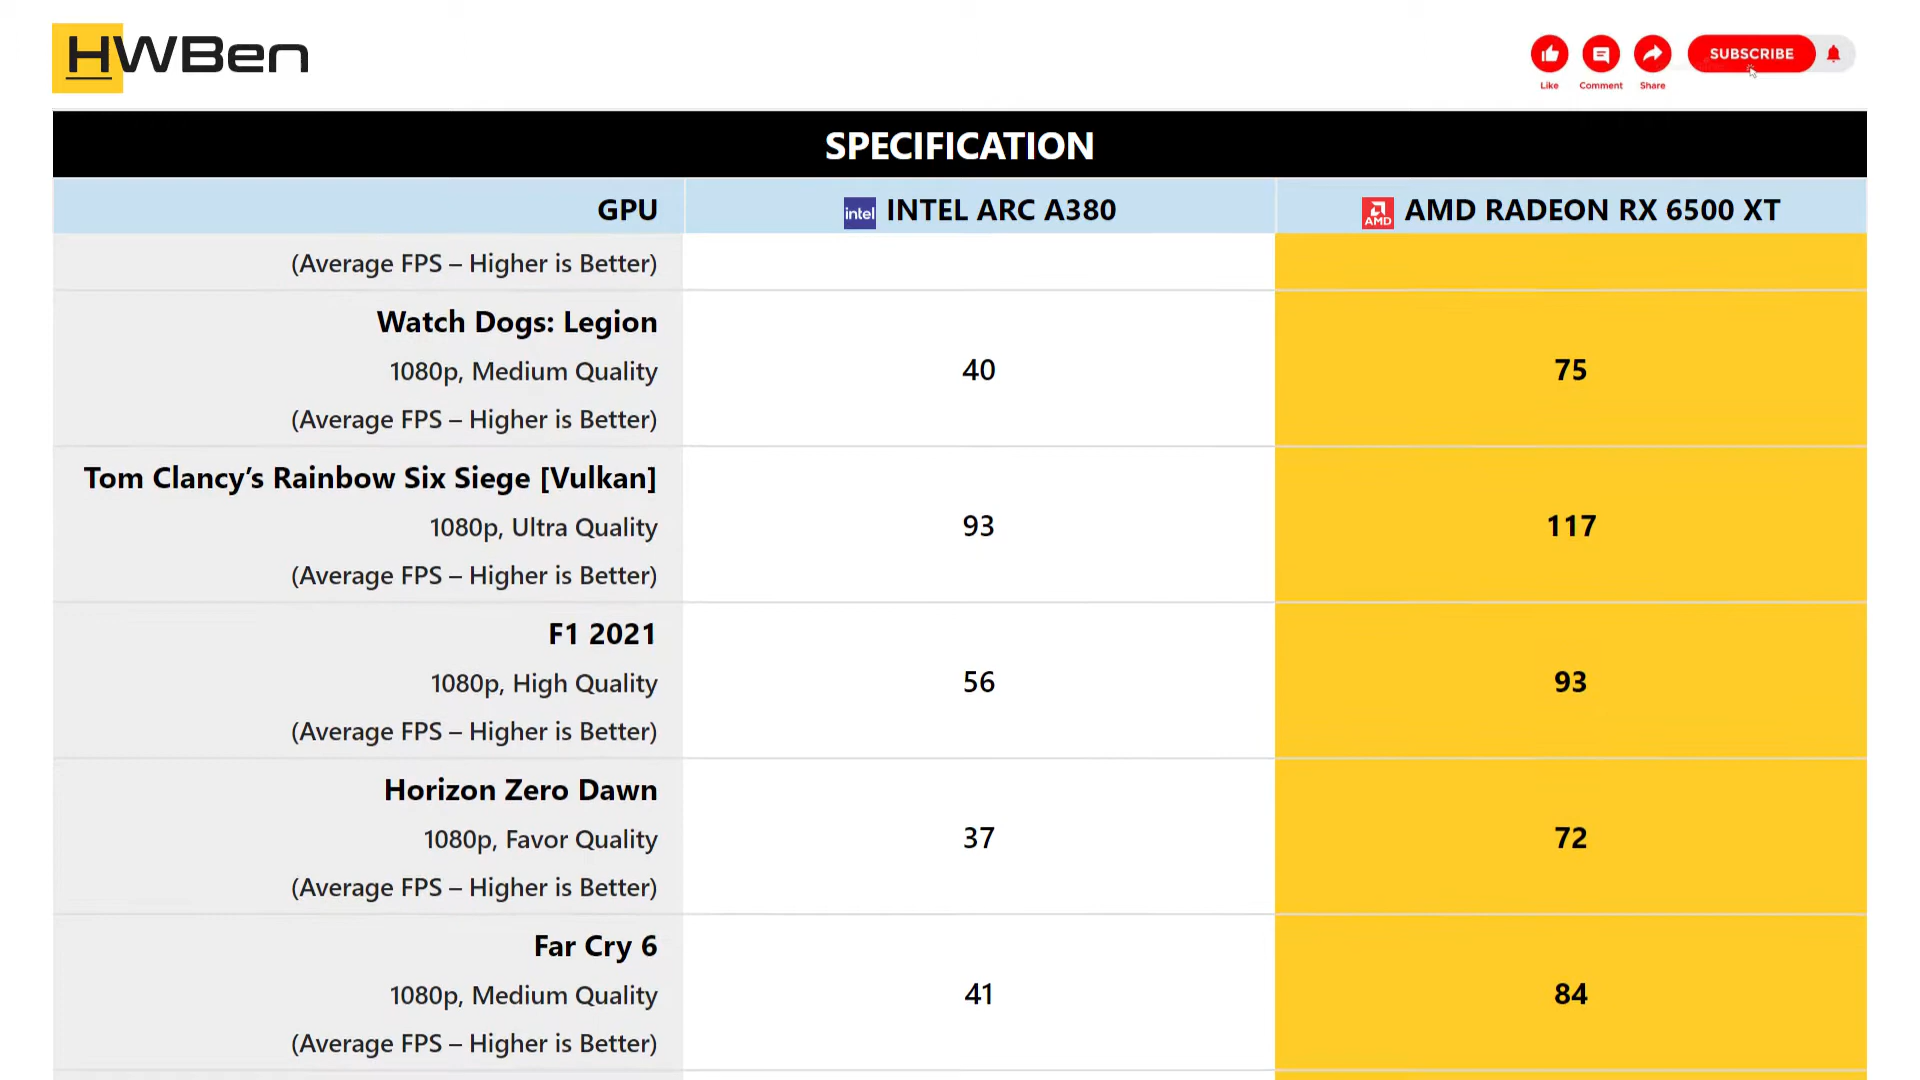 HWBen
Like
Comment
Share
SUBSCRIBE
SPECIFICATION
GPU
intel INTEL ARC A380
AMD AMD RADEON RX 6500 XT
(Average FPS – Higher is Better)
Watch Dogs: Legion
1080p, Medium Quality
(Average FPS – Higher is Better)
40
75
Tom Clancy’s Rainbow Six Siege [Vulkan]
1080p, Ultra Quality
(Average FPS – Higher is Better)
93
117
F1 2021
1080p, High Quality
(Average FPS – Higher is Better)
56
93
Horizon Zero Dawn
1080p, Favor Quality
(Average FPS – Higher is Better)
37
72
Far Cry 6
1080p, Medium Quality
(Average FPS – Higher is Better)
41
84